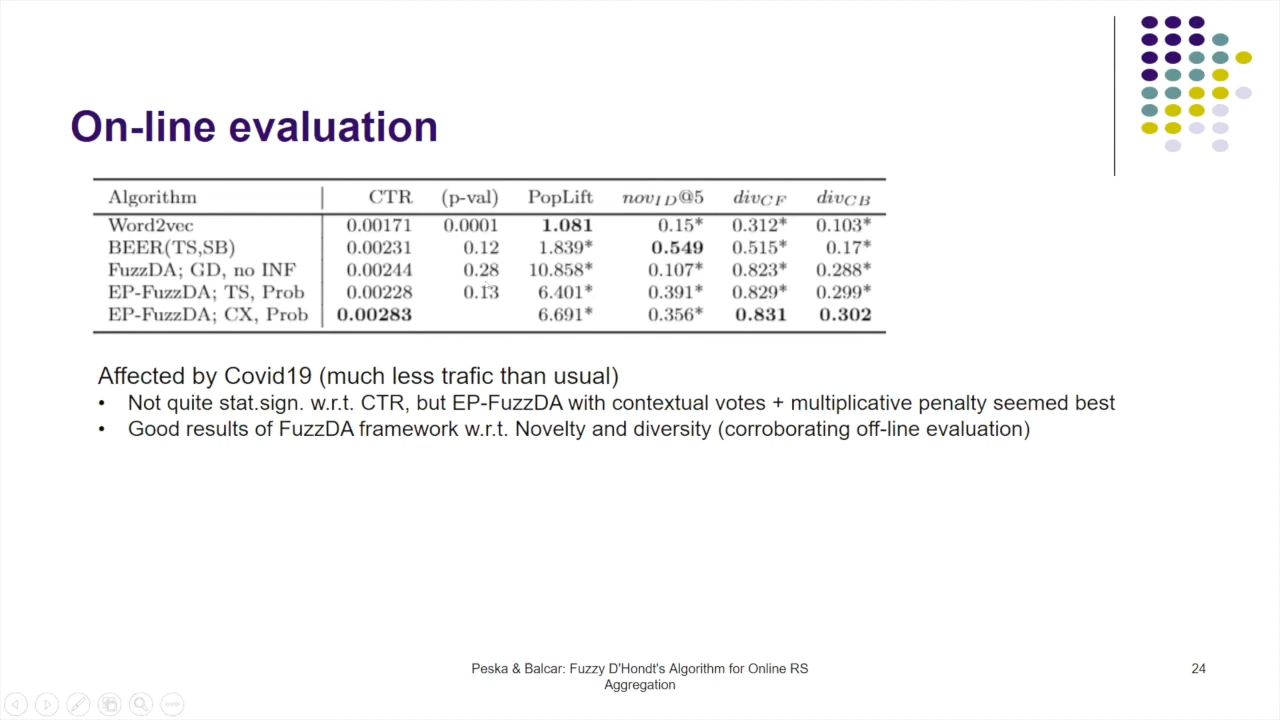 On-line evaluation
Algorithm CTR (p-val) PopLift novID@5 divCF divCB
Word2vec 0.00171 0.0001 1.081 0.15* 0.312* 0.103*
BEER(TS,SB) 0.00231 0.12 1.839* 0.549 0.515* 0.17*
FuzzDA; GD, no INF 0.00244 0.28 10.858* 0.107* 0.823* 0.288*
EP-FuzzDA; TS, Prob 0.00228 0.13 6.401* 0.391* 0.829* 0.299*
EP-FuzzDA; CX, Prob 0.00283 6.691* 0.356* 0.831 0.302
Affected by Covid19 (much less trafic than usual)
• Not quite stat.sign. w.r.t. CTR, but EP-FuzzDA with contextual votes + multiplicative penalty seemed best
• Good results of FuzzDA framework w.r.t. Novelty and diversity (corroborating off-line evaluation)
Peska & Balcar: Fuzzy D'Hondt's Algorithm for Online RS
Aggregation
24